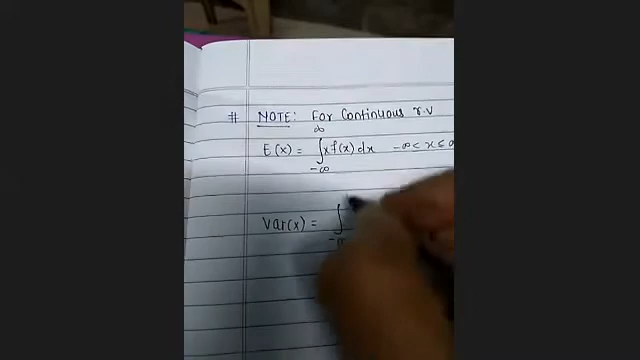 # NOTE: For Continuous r.v
E(x) = ∫_{-∞}^{∞} x f(x) dx -∞ < x ≤
Var(x) = ∫